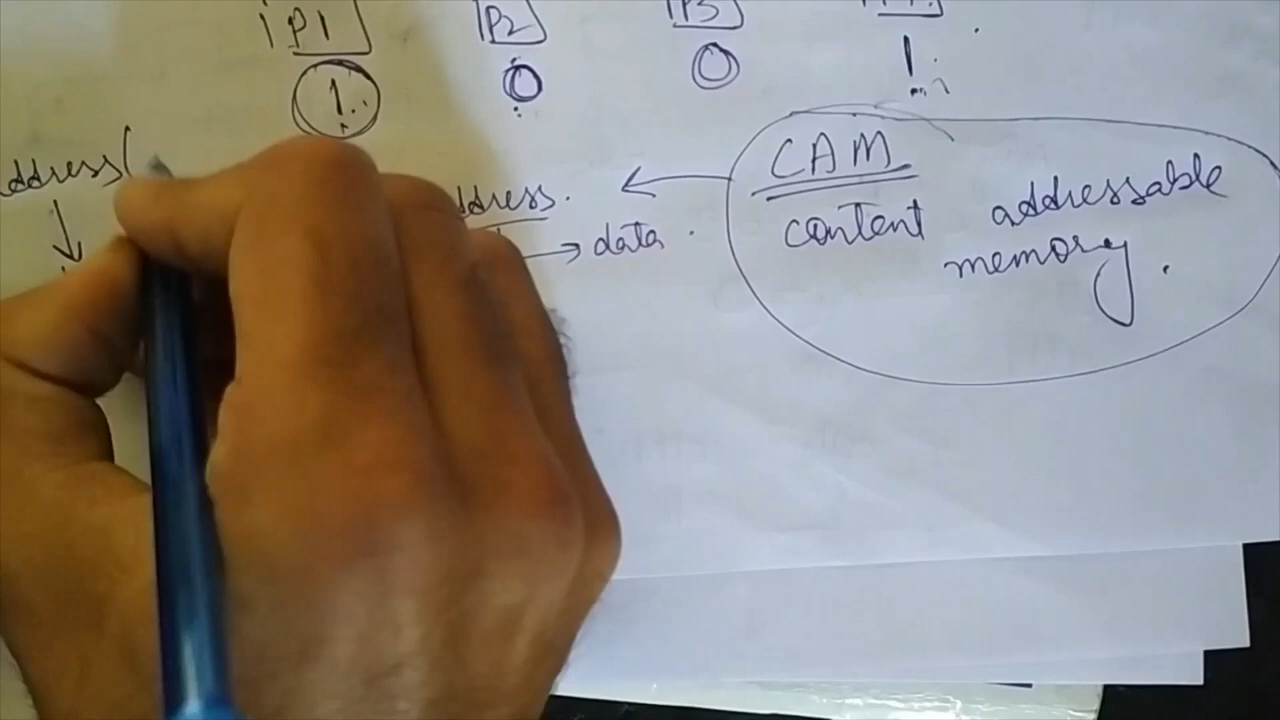 P1 P2 P3
1.. 0 0 1.
ddress( ddress. CAM
data. content addressable
memory.